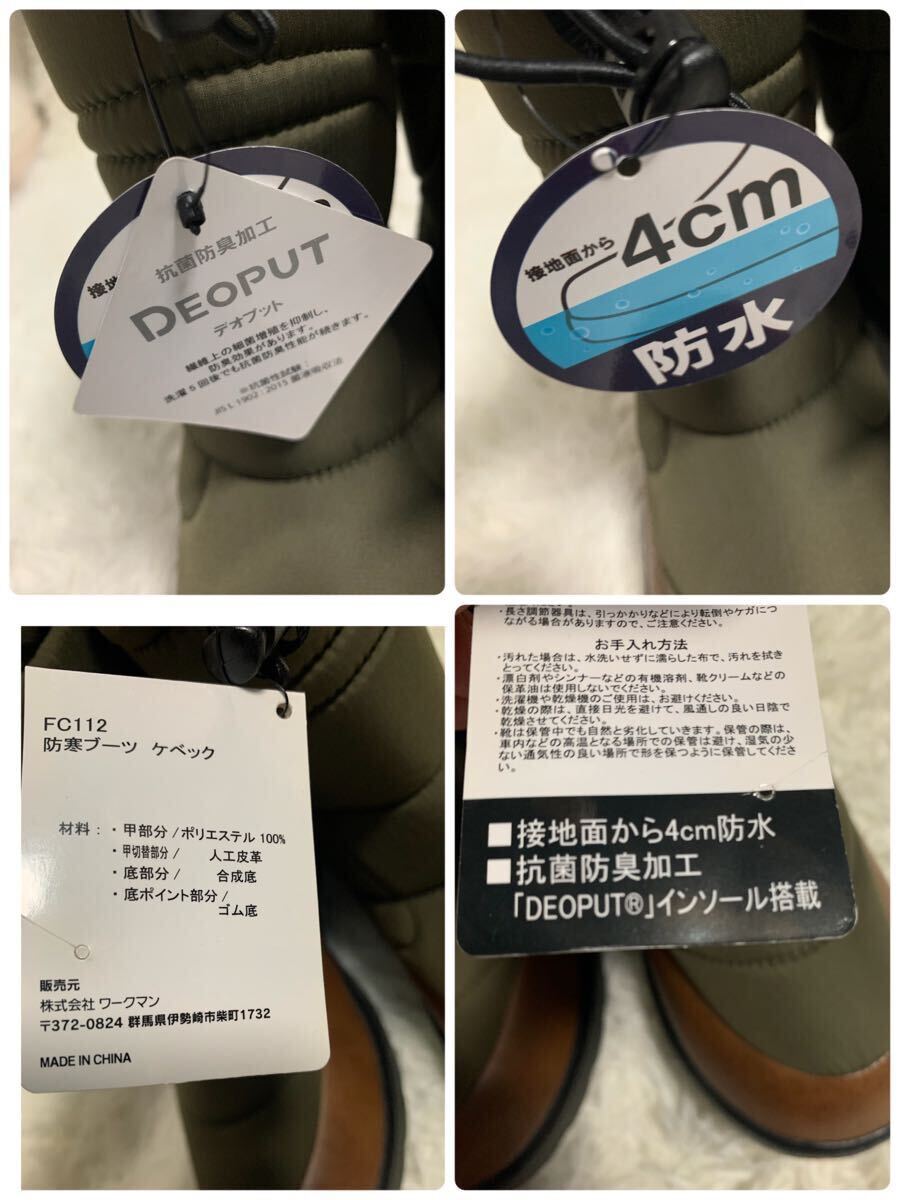 抗菌防臭加工
DEOPUT
デオプット
繊維上の細菌増殖を抑制し、
防臭効果があります。
洗濯5回後でも抗菌防臭性能が続きます。
※抗菌性試験：
JIS L 1902：2015 菌液吸収法
接地面から
4cm
防水
FC112
防寒ブーツ ケベック
材料：・甲部分/ポリエステル100%
・甲切替部分/ 人工皮革
・底部分/ 合成底
・底ポイント部分/
ゴム底
販売元
株式会社 ワークマン
〒372-0824 群馬県伊勢崎市柴町1732
MADE IN CHINA
・長さ調節器具は、引っかかりなどにより転倒やケガにつ
ながる場合がありますので、ご注意ください。
お手入れ方法
・汚れた場合は、水洗いせずに濡らした布で、汚れを拭き
とってください。
・漂白剤やシンナーなどの有機溶剤、靴クリームなどの
保革油は使用しないでください。
・洗濯機や乾燥機のご使用は、お避けください。
・乾燥の際は、直接日光を避けて、風通しの良い日陰で
乾燥させてください。
・靴は保管中でも自然と劣化していきます。保管の際は、
車内などの高温となる場所での保管は避け、湿気の少
ない通気性の良い場所で形を保つように保管してくださ
い。
■接地面から4cm防水
■抗菌防臭加工
「DEOPUT®」インソール搭載